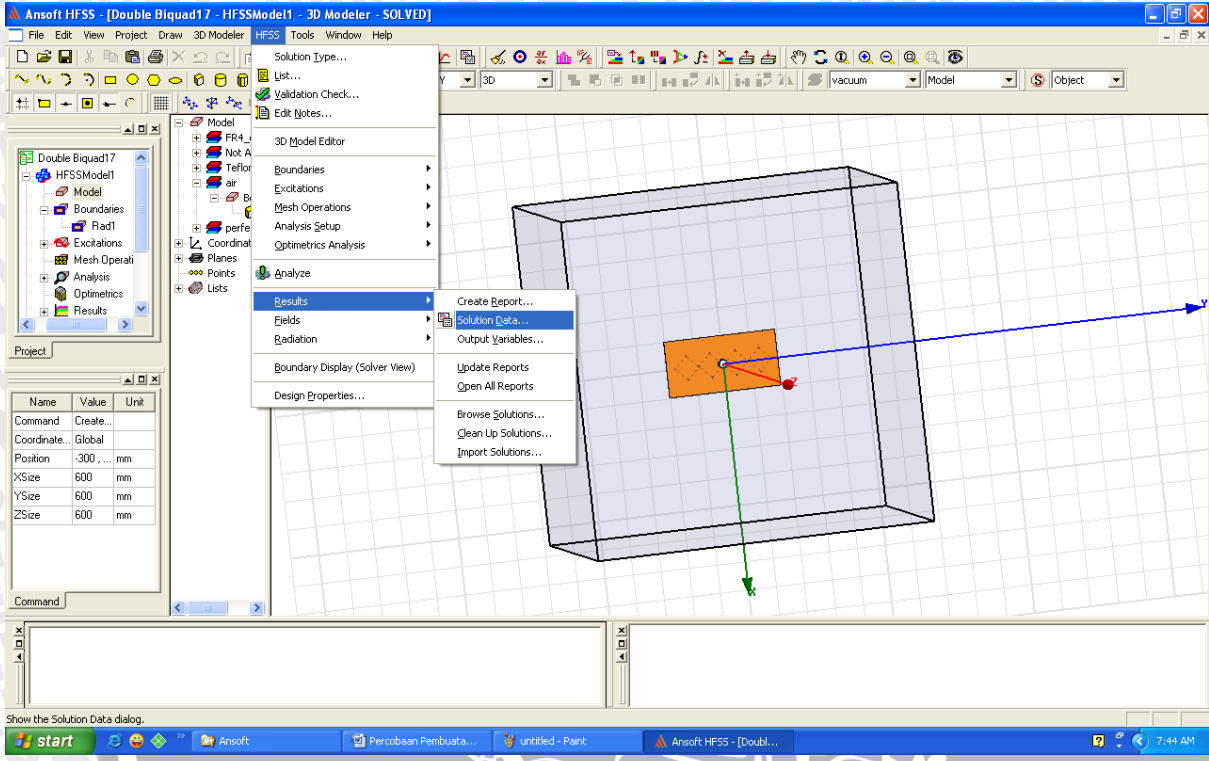 Ansoft HFSS - [Double Biquad17 - HFSSModel1 - 3D Modeler - SOLVED]
File Edit View Project Draw 3D Modeler HFSS Tools Window Help
3D
vacuum
Model
Object
Double Biquad17
HFSSModel1
Model
Boundaries
Rad1
Excitations
Mesh Operati
Analysis
Optimetrics
Results
Project
Name Value Unit
Command Create...
Coordinate... Global
Position -300 , ... mm
XSize 600 mm
YSize 600 mm
ZSize 600 mm
Command
Model
FR4_
Not A
Teflor
air
B
perfe
Coordinat
Planes
Points
Lists
Solution Type...
List...
Validation Check...
Edit Notes...
3D Model Editor
Boundaries
Excitations
Mesh Operations
Analysis Setup
Optimetrics Analysis
Analyze
Results
Fields
Radiation
Boundary Display (Solver View)
Design Properties...
Create Report...
Solution Data...
Output Variables...
Update Reports
Open All Reports
Browse Solutions...
Clean Up Solutions...
Import Solutions...
Y
Z
X
Show the Solution Data dialog.
start
Ansoft
Percobaan Pembuata...
untitled - Paint
Ansoft HFSS - [Doubl...
7:44 AM